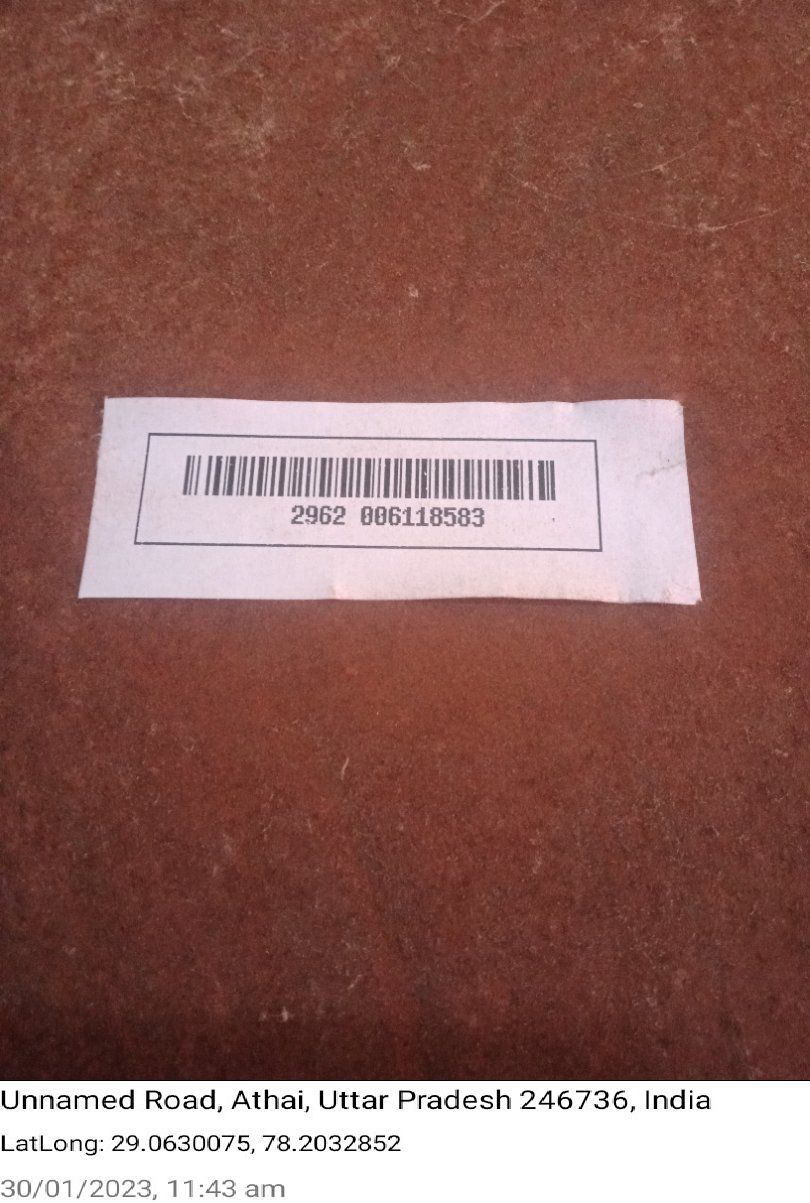 2962 006118583
Unnamed Road, Athai, Uttar Pradesh 246736, India
LatLong: 29.0630075, 78.2032852
30/01/2023, 11:43 am